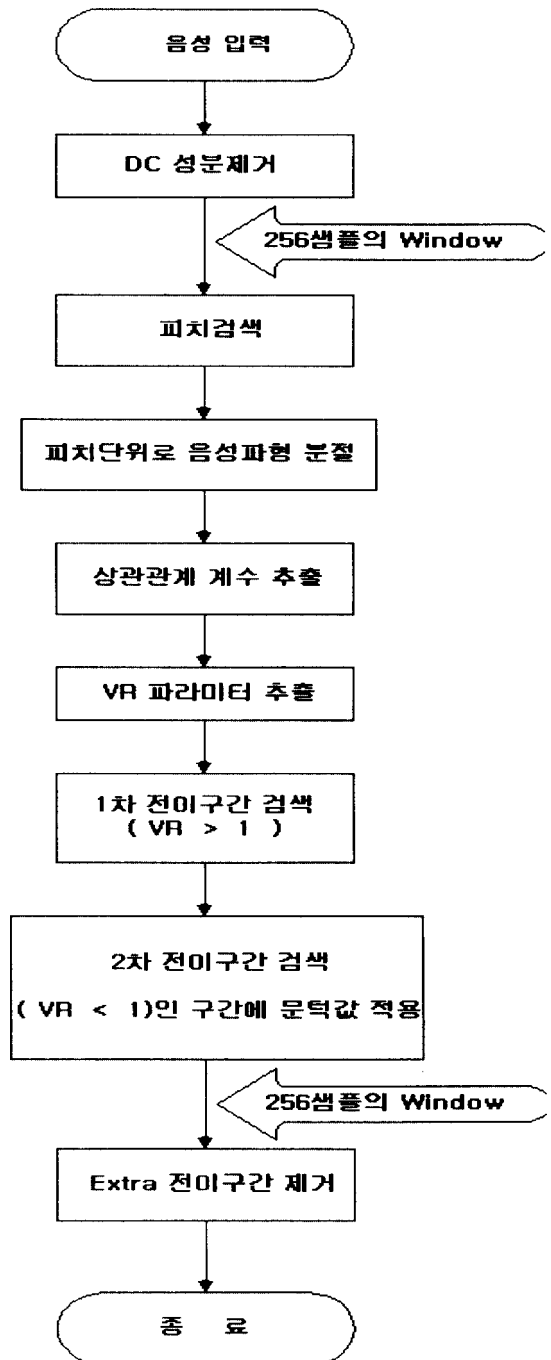 음성 입력
DC 성분제거
256샘플의 Window
피치검색
피치단위로 음성파형 분절
상관관계 계수 추출
VR 파라미터 추출
1차 전이구간 검색
( VR > 1 )
2차 전이구간 검색
( VR < 1)인 구간에 문턱값 적용
256샘플의 Window
Extra 전이구간 제거
종 료